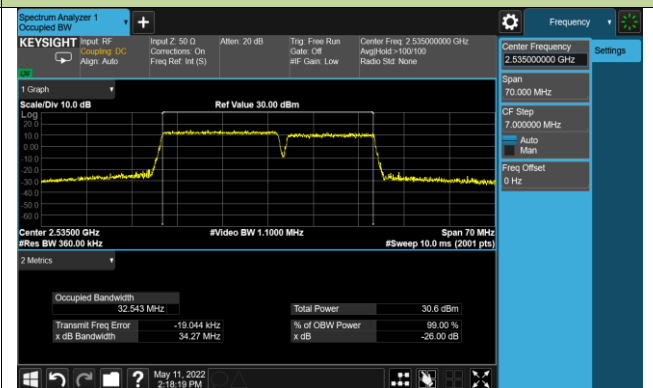 Spectrum Analyzer 1
Occupied BW
Frequency
KEYSIGHT
Input: RF
Coupling: DC
Align: Auto
Input Z: 50 Ω
Corrections: On
Freq Ref: Int (S)
Atten: 20 dB
Trig: Free Run
Gate: Off
#IF Gain: Low
Center Freq: 2.535000000 GHz
Avg|Hold:>100/100
Radio Std: None
Center Frequency
2.535000000 GHz
Settings
Span
70.000 MHz
CF Step
7.000000 MHz
Auto
Man
Freq Offset
0 Hz
1 Graph
Scale/Div 10.0 dB
Ref Value 30.00 dBm
Log
20.0
10.0
0.00
-10.0
-20.0
-30.0
-40.0
-50.0
-60.0
Center 2.53500 GHz
#Video BW 1.1000 MHz
Span 70 MHz
#Res BW 360.00 kHz
#Sweep 10.0 ms (2001 pts)
2 Metrics
Occupied Bandwidth
32.543 MHz
Total Power
30.6 dBm
Transmit Freq Error
-19.044 kHz
% of OBW Power
99.00 %
x dB Bandwidth
34.27 MHz
x dB
-26.00 dB
?
May 11, 2022
2:18:19 PM